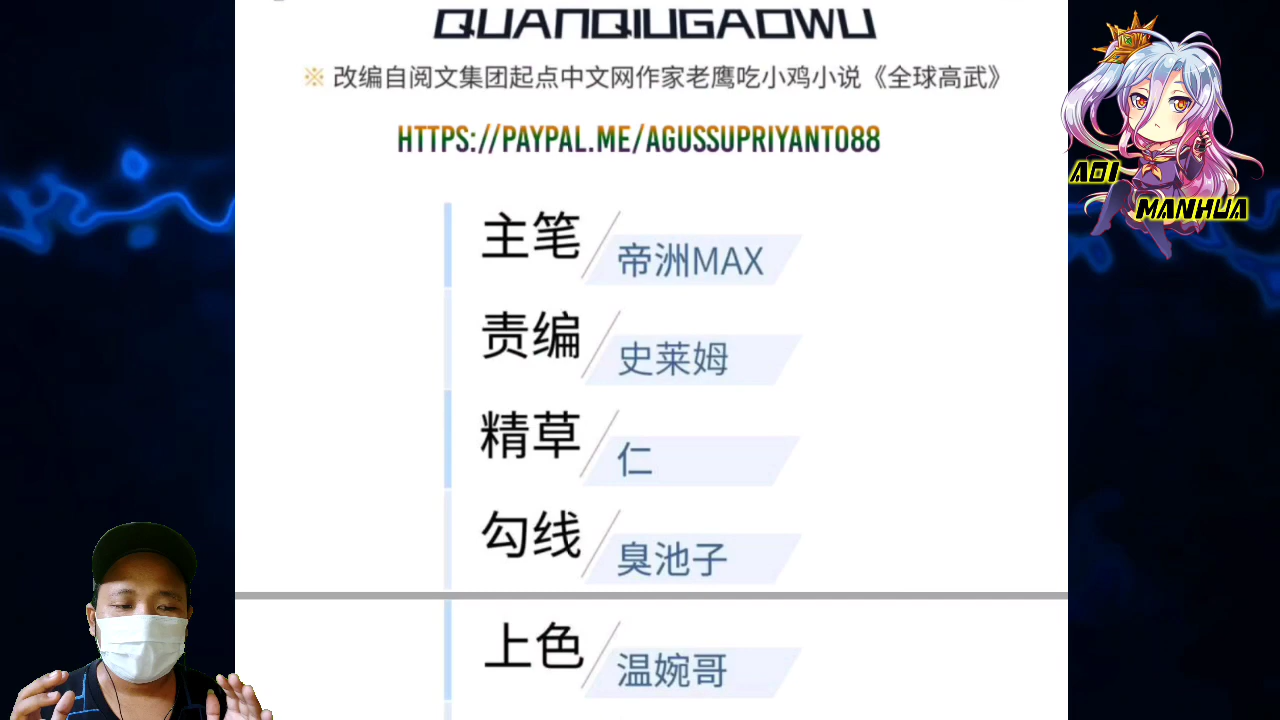 QUANQIUGAOWU
※ 改编自阅文集团起点中文网作家老鹰吃小鸡小说《全球高武》
HTTPS://PAYPAL.ME/AGUSSUPRIYANTO88
AOI
MANHUA
主笔 帝洲MAX
责编 史莱姆
精草 仁
勾线 臭池子
上色 温婉哥